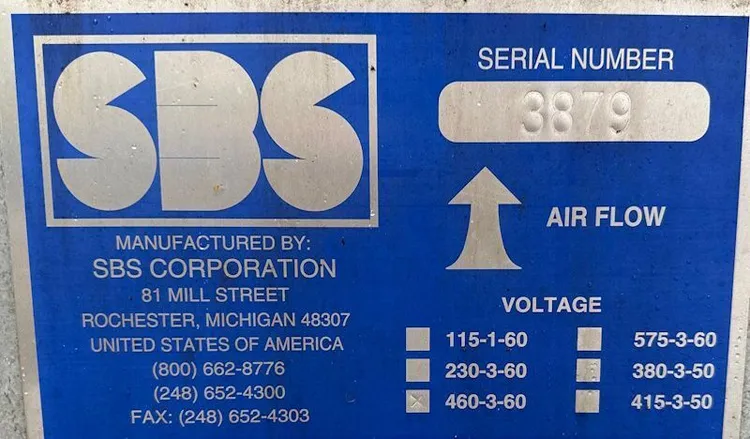 SBS
MANUFACTURED BY:
SBS CORPORATION
81 MILL STREET
ROCHESTER, MICHIGAN 48307
UNITED STATES OF AMERICA
(800) 662-8776
(248) 652-4300
FAX: (248) 652-4303
SERIAL NUMBER
3879
AIR FLOW
VOLTAGE
115-1-60 575-3-60
230-3-60 380-3-50
460-3-60 415-3-50